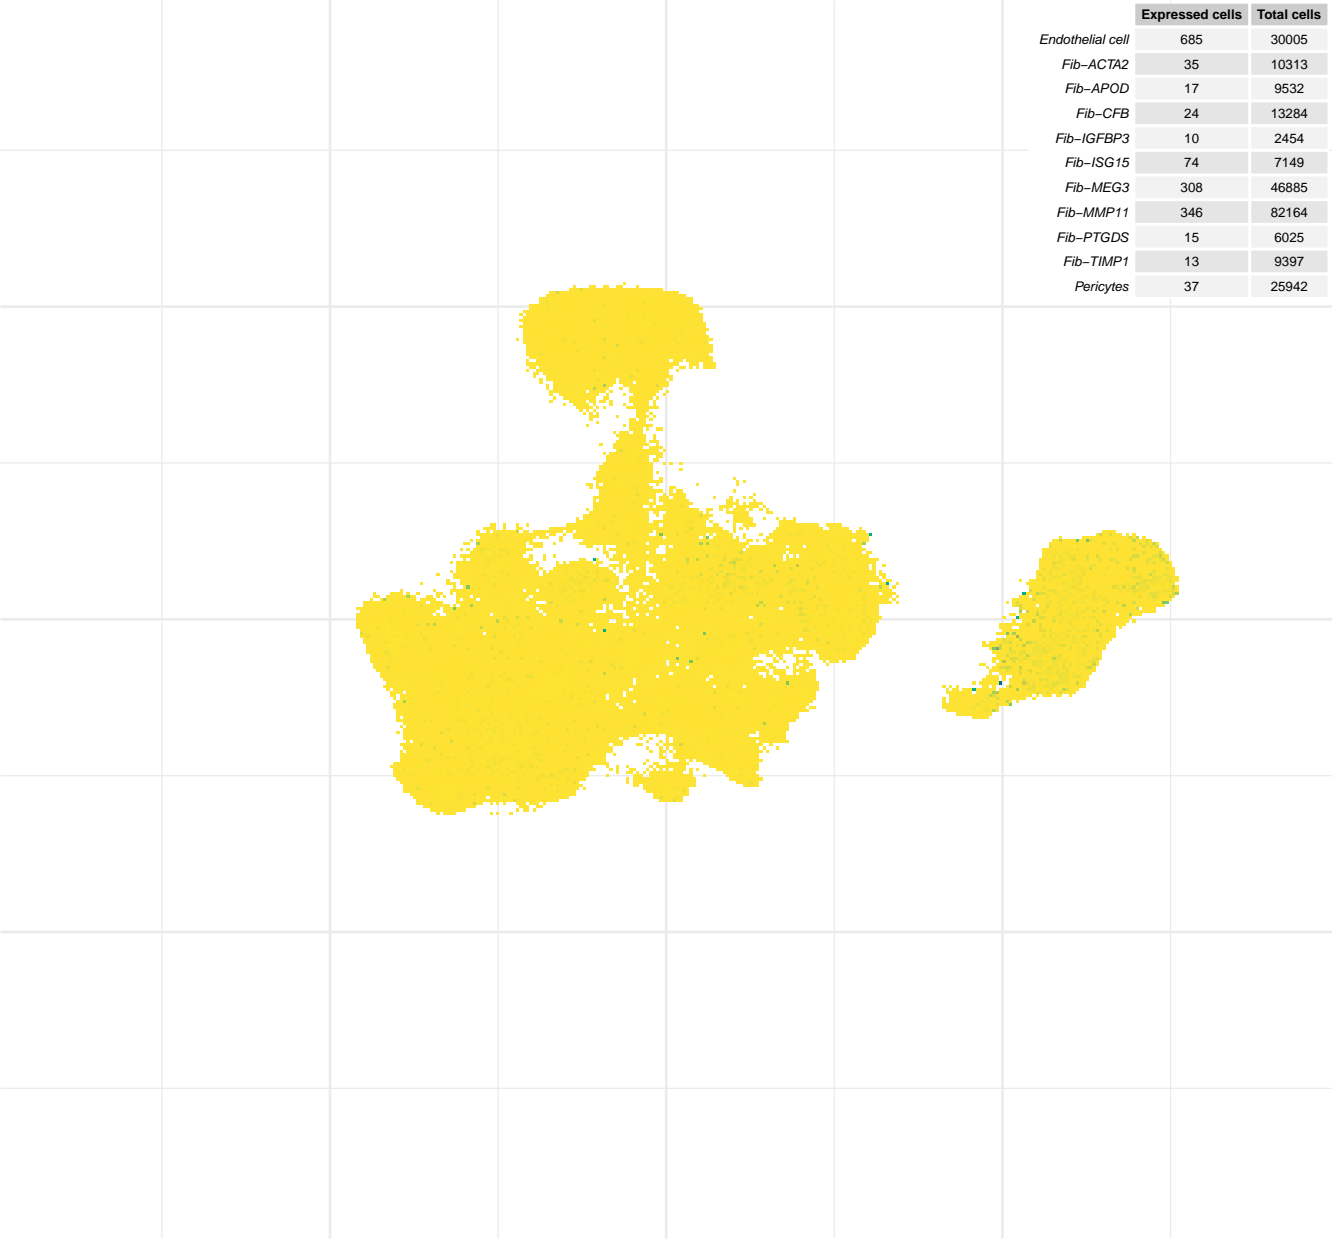 Expressed cells Total cells
Endothelial cell 685 30005
Fib−ACTA2 35 10313
Fib−APOD 17 9532
Fib−CFB 24 13284
Fib−IGFBP3 10 2454
Fib−ISG15 74 7149
Fib−MEG3 308 46885
Fib−MMP11 346 82164
Fib−PTGDS 15 6025
Fib−TIMP1 13 9397
Pericytes 37 25942